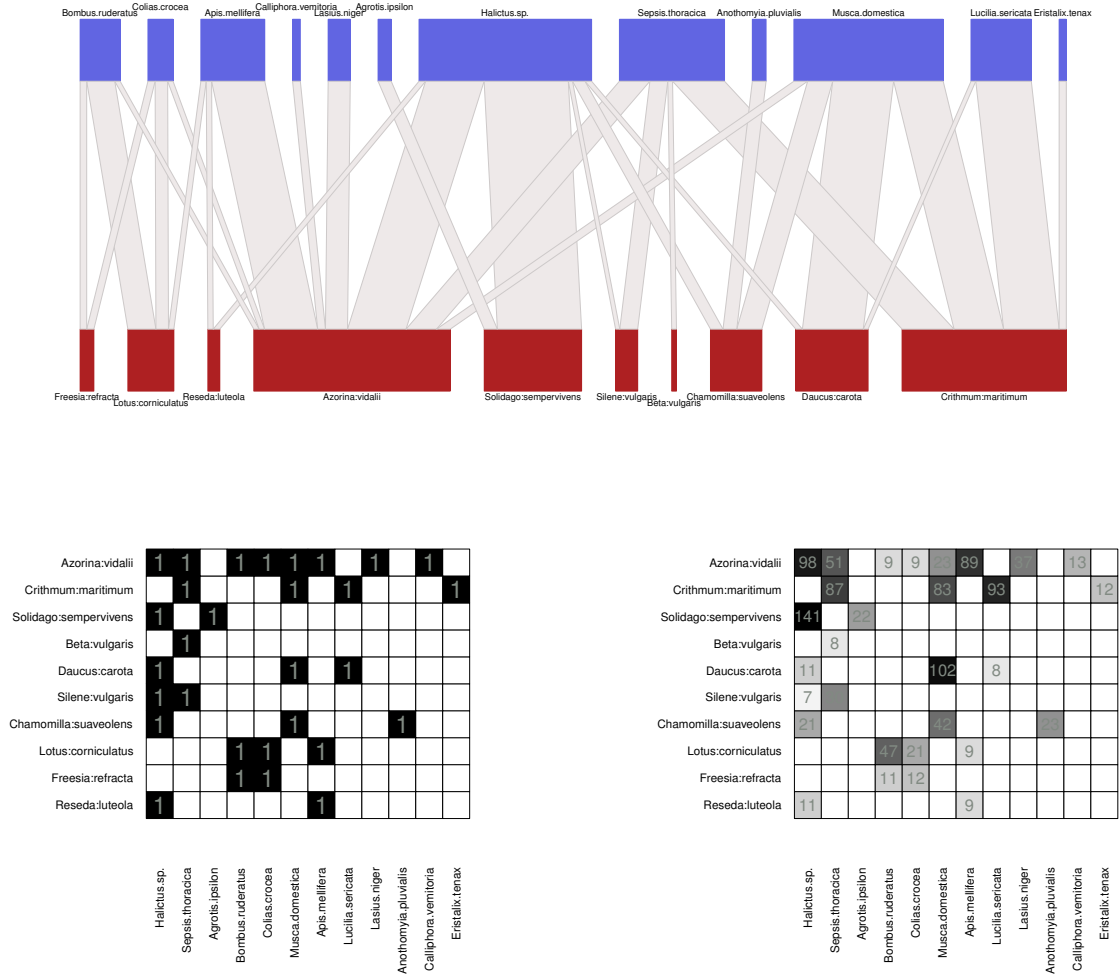 Bombus.ruderatus Colias.crocea Apis.mellifera Calliphora.vemitoria Lasius.niger Agrotis.ipsilon Halictus.sp. Sepsis.thoracica Anothomyia.pluvialis Musca.domestica Lucilia.sericata Eristalix.tenax
Freesia:refracta Lotus:corniculatus Reseda:luteola Azorina:vidalii Solidago:sempervivens Silene:vulgaris Beta:vulgaris Chamomilla:suaveolens Daucus:carota Crithmum:maritimum
Azorina:vidalii 1 1 1 1 1 1 1 1
Crithmum:maritimum 1 1 1 1
Solidago:sempervivens 1 1
Beta:vulgaris 1
Daucus:carota 1 1 1
Silene:vulgaris 1 1
Chamomilla:suaveolens 1 1 1
Lotus:corniculatus 1 1 1
Freesia:refracta 1 1
Reseda:luteola 1 1
Halictus.sp.
Sepsis.thoracica
Agrotis.ipsilon
Bombus.ruderatus
Colias.crocea
Musca.domestica
Apis.mellifera
Lucilia.sericata
Lasius.niger
Anothomyia.pluvialis
Calliphora.vemitoria
Eristalix.tenax
Azorina:vidalii 98 51 9 9 23 89 37 13
Crithmum:maritimum 87 83 93 12
Solidago:sempervivens 141 22
Beta:vulgaris 8
Daucus:carota 11 102 8
Silene:vulgaris 7
Chamomilla:suaveolens 21 42 23
Lotus:corniculatus 47 21 9
Freesia:refracta 11 12
Reseda:luteola 11 9
Halictus.sp.
Sepsis.thoracica
Agrotis.ipsilon
Bombus.ruderatus
Colias.crocea
Musca.domestica
Apis.mellifera
Lucilia.sericata
Lasius.niger
Anothomyia.pluvialis
Calliphora.vemitoria
Eristalix.tenax